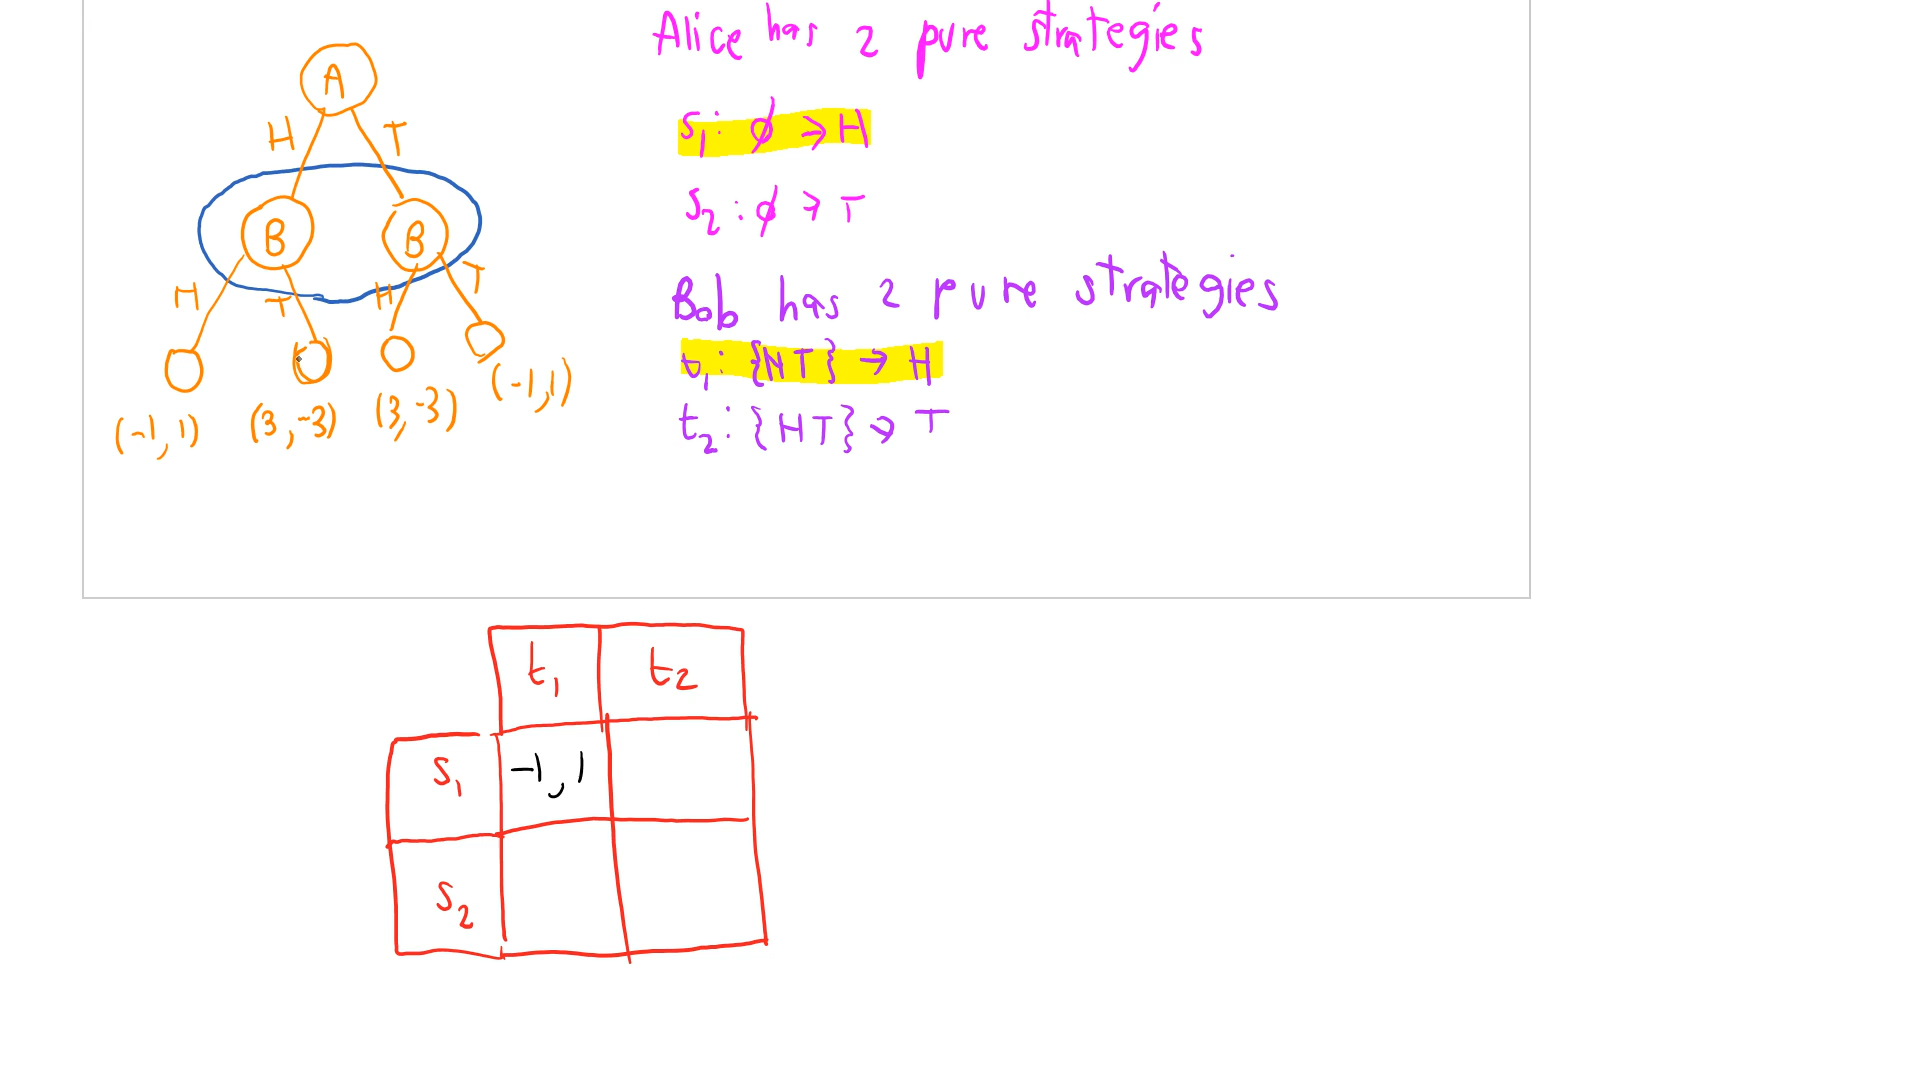 Alice has 2 pure strategies
A
H T
s1: ∅ → H
s2: ∅ → T
B B
H T H T
Bob has 2 pure strategies
t1: {HT} → H
(-1, 1) (3, -3) (3, -3) (-1, 1)
t2: {HT} → T
t1 t2
s1 -1, 1
s2